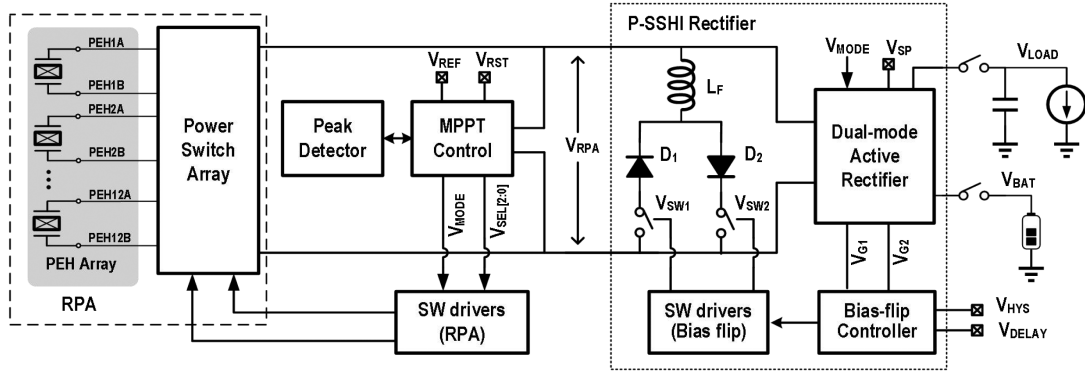 P-SSHI Rectifier
PEH1A
PEH1B
PEH2A
PEH2B
PEH12A
PEH12B
PEH Array
RPA
Power
Switch
Array
Peak
Detector
VREF
VRST
MPPT
Control
VMODE
VSEL[2:0]
SW drivers
(RPA)
VRPA
LF
D1
D2
VSW1
VSW2
SW drivers
(Bias flip)
VMODE
VSP
Dual-mode
Active
Rectifier
VG1
VG2
Bias-flip
Controller
VHYS
VDELAY
VLOAD
VBAT